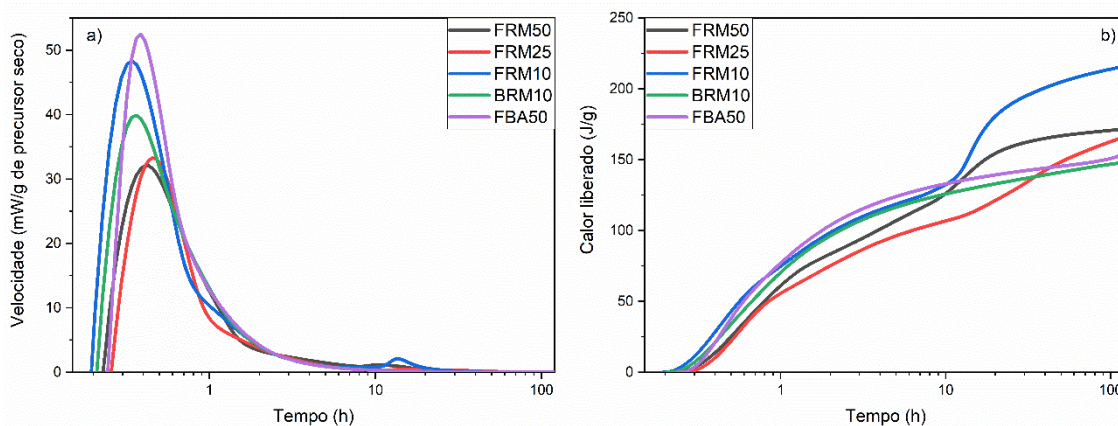 a)
FRM50
FRM25
FRM10
BRM10
FBA50
Velocidade (mW/g de precursor seco)
50
40
30
20
10
0
1
10
100
Tempo (h)
b)
FRM50
FRM25
FRM10
BRM10
FBA50
Calor liberado (J/g)
250
200
150
100
50
0
1
10
100
Tempo (h)